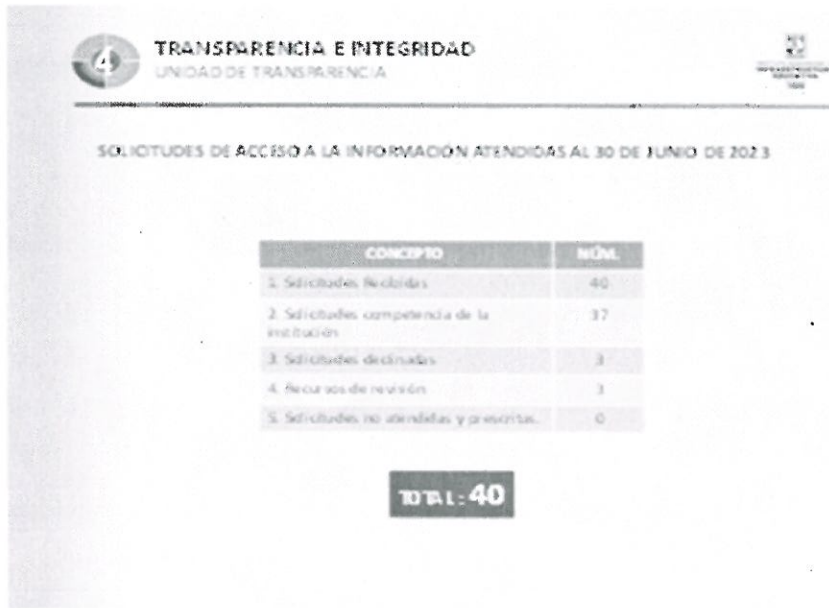 4
TRANSPARENCIA E INTEGRIDAD
UNIDAD DE TRANSPARENCIA
SOLICITUDES DE ACCESO A LA INFORMACIÓN ATENDIDAS AL 30 DE JUNIO DE 2023
CONCEPTO NÚM.
1. Solicitudes Recibidas 40
2. Solicitudes competencia de la 37
institución
3. Solicitudes declinadas 3
4. Recursos de revisión 3
5. Solicitudes no atendidas y prescritas. 0
TOTAL: 40